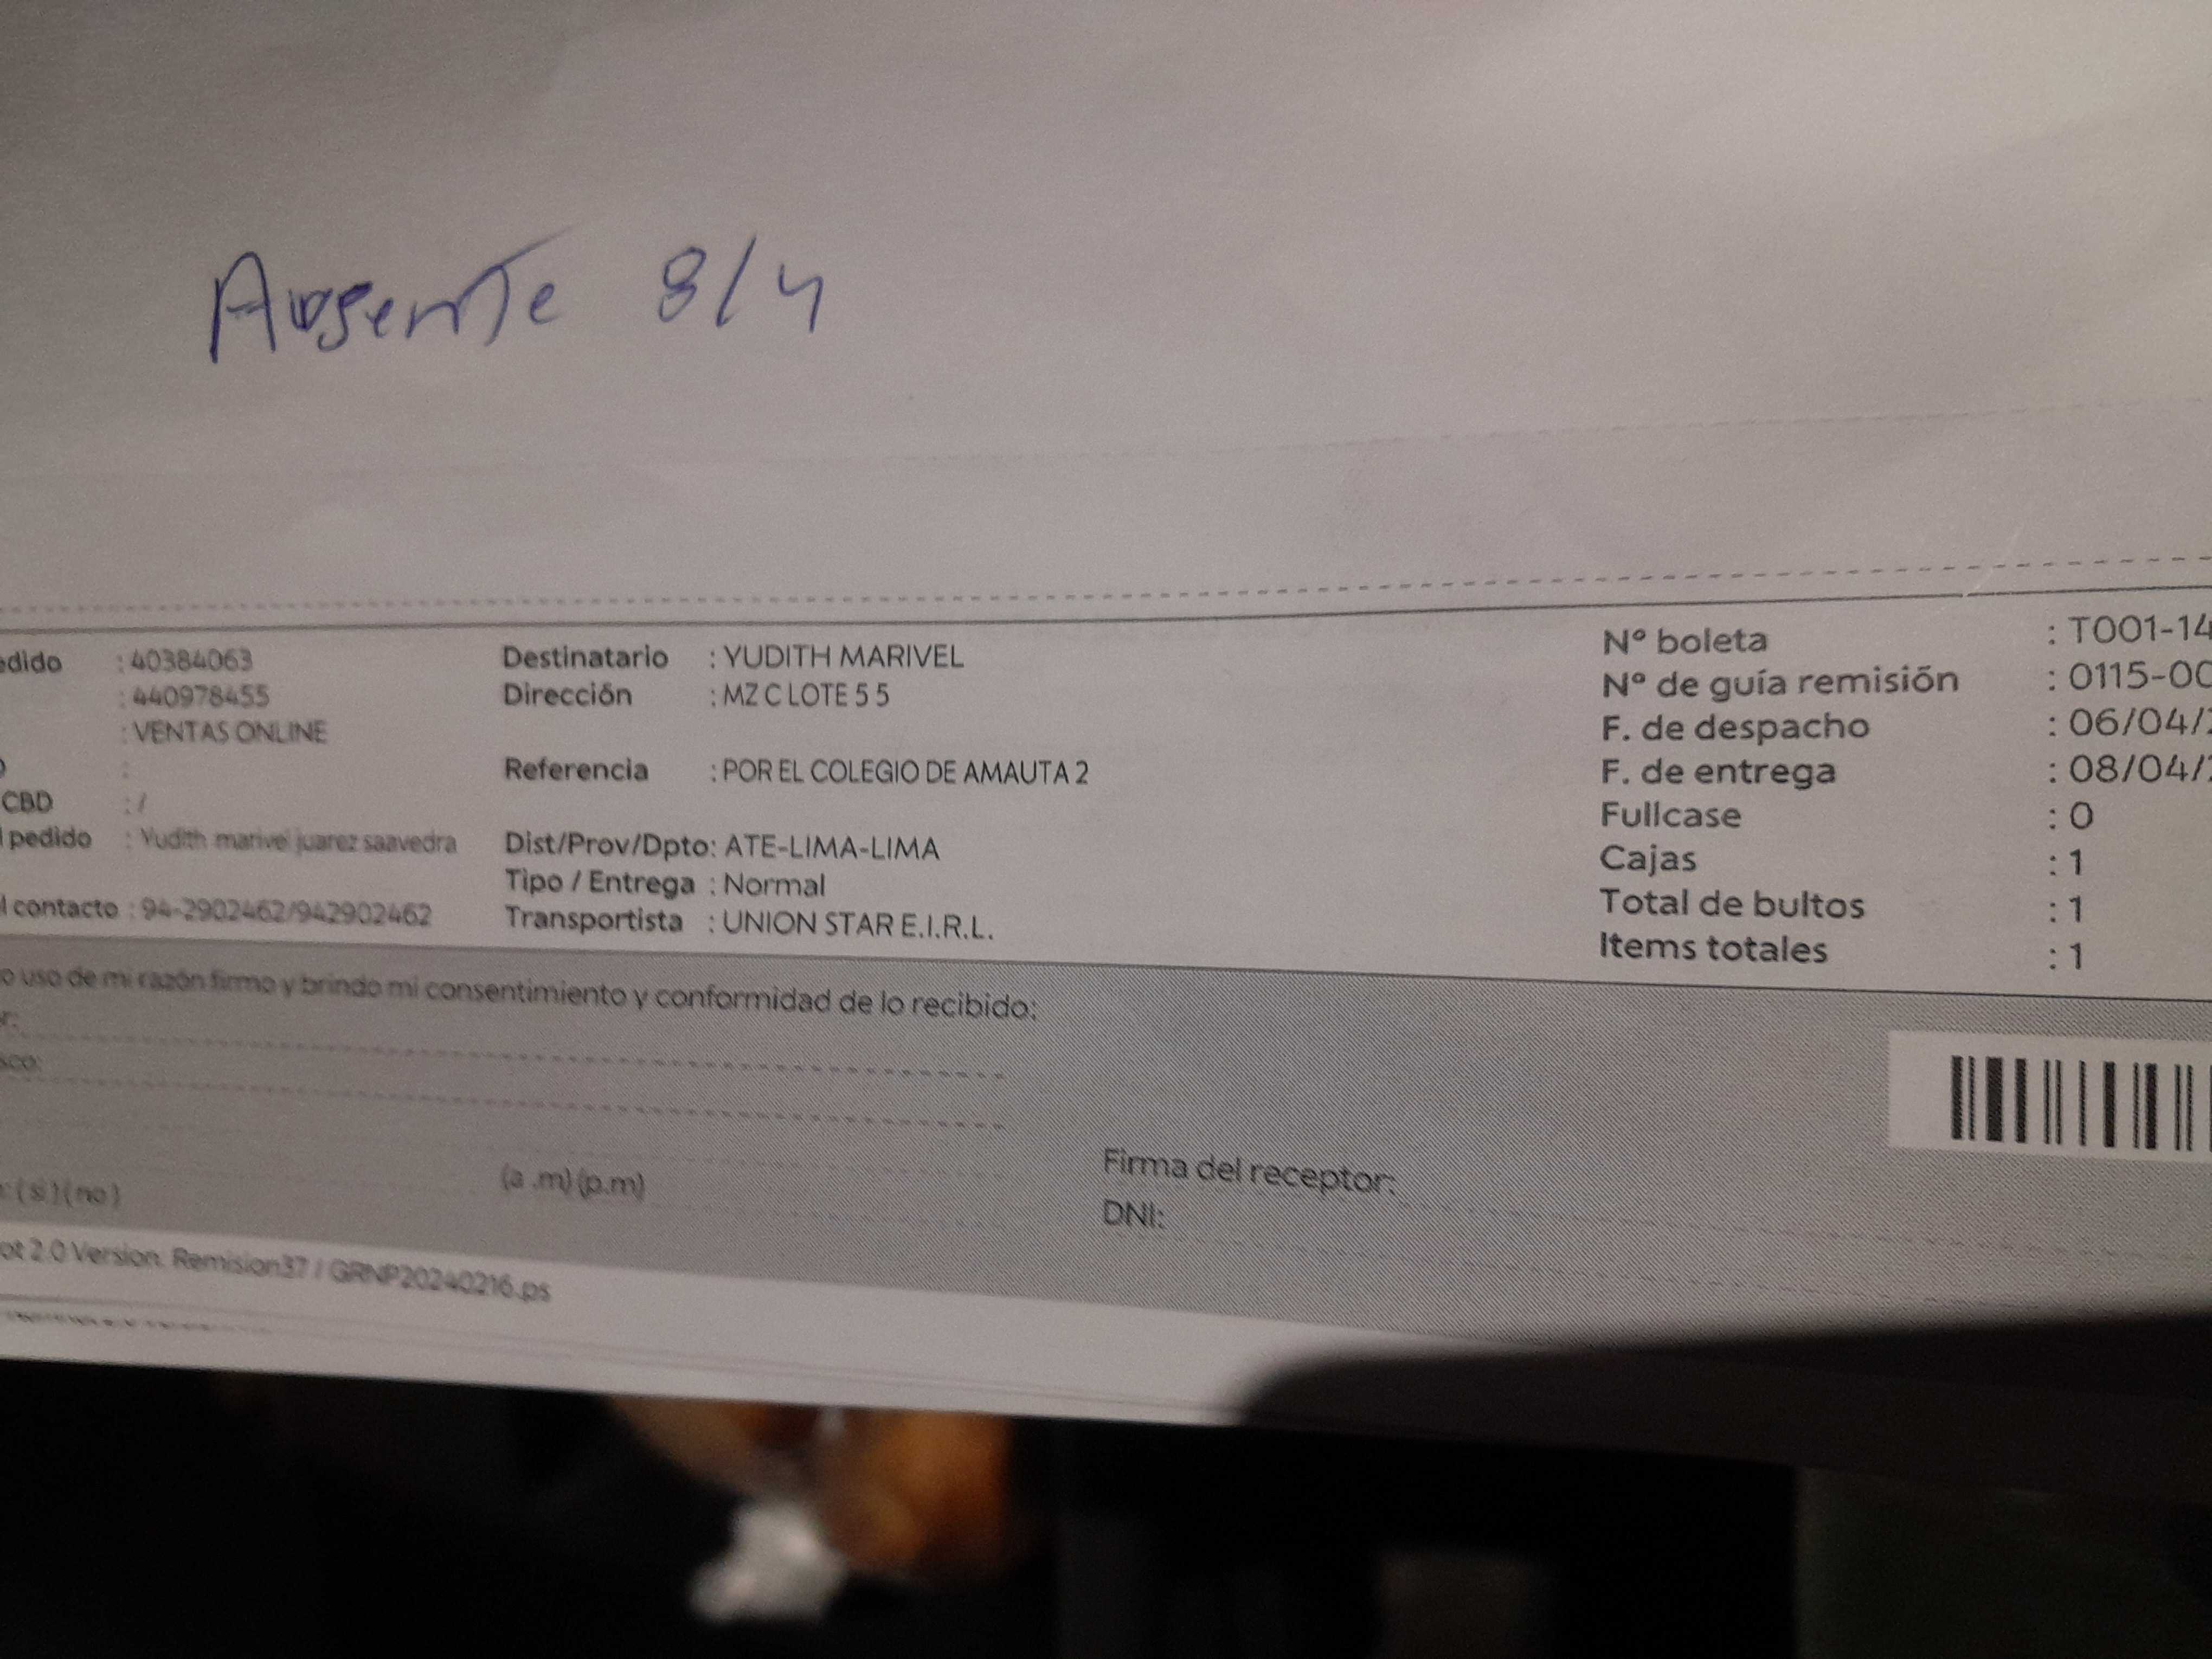 Ausente 8/4
edido : 40384063
: 440978455
: VENTAS ONLINE
:
CBD : /
l pedido : Yudith marivel juarez saavedra
l contacto : 94-2902462/942902462
Destinatario : YUDITH MARIVEL
Dirección : MZ C LOTE 5 5
Referencia : POR EL COLEGIO DE AMAUTA 2
Dist/Prov/Dpto: ATE-LIMA-LIMA
Tipo / Entrega : Normal
Transportista : UNION STAR E.I.R.L.
Nº boleta : T001-14
Nº de guía remisión : 0115-00
F. de despacho : 06/04/2
F. de entrega : 08/04/2
Fullcase : 0
Cajas : 1
Total de bultos : 1
Items totales : 1
o uso de mi razón firmo y brindo mi consentimiento y conformidad de lo recibido:
r:
sco:
: (si) (no)
(a .m) (p.m)
Firma del receptor:
DNI:
ot 2.0 Version. Remision37 / GRNP20240216.ps